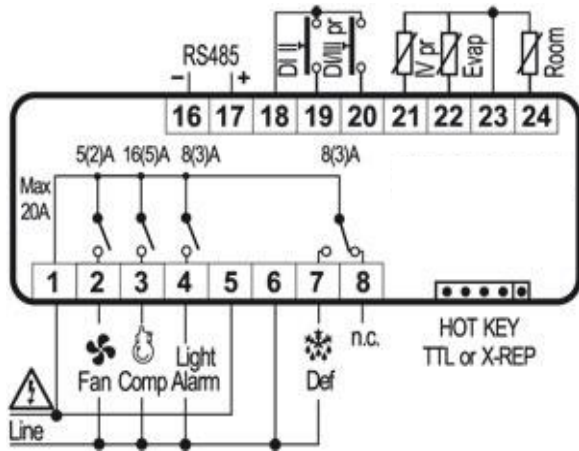 RS485
− +
DI II
DI/III pr
IV pr
Evap
Room
16 17 18 19 20 21 22 23 24
5(2)A 16(5)A 8(3)A 8(3)A
Max
20A
1 2 3 4 5 6 7 8
Fan Comp Light
Alarm
Def
n.c.
HOT KEY
TTL or X-REP
Line